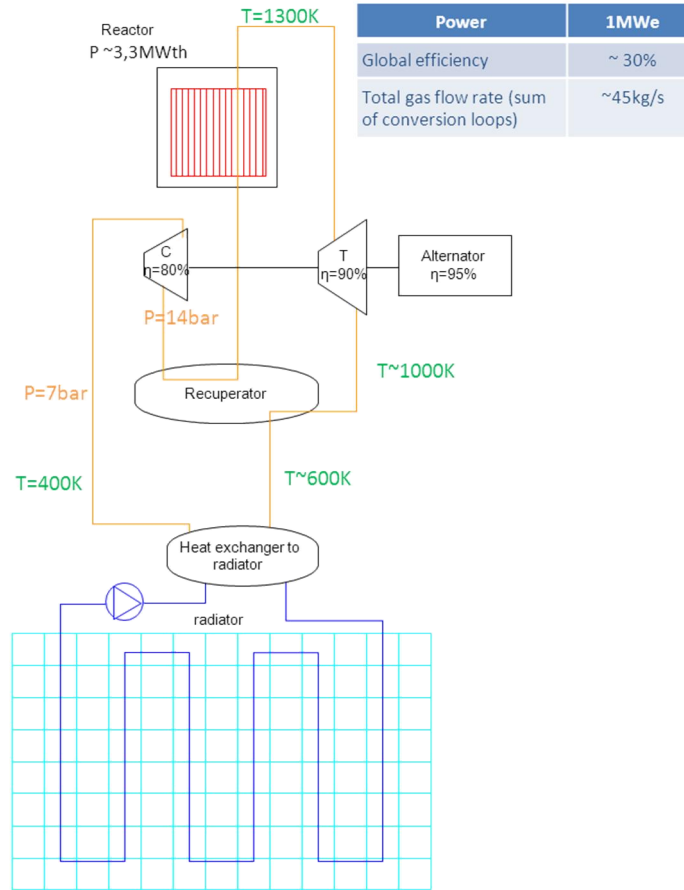 T=1300K
Reactor
P ~3,3MWth
Power 1MWe
Global efficiency ~ 30%
Total gas flow rate (sum ~45kg/s
of conversion loops)
C
η=80%
T
η=90%
Alternator
η=95%
P=14bar
T~1000K
P=7bar
Recuperator
T=400K
T~600K
Heat exchanger to
radiator
radiator